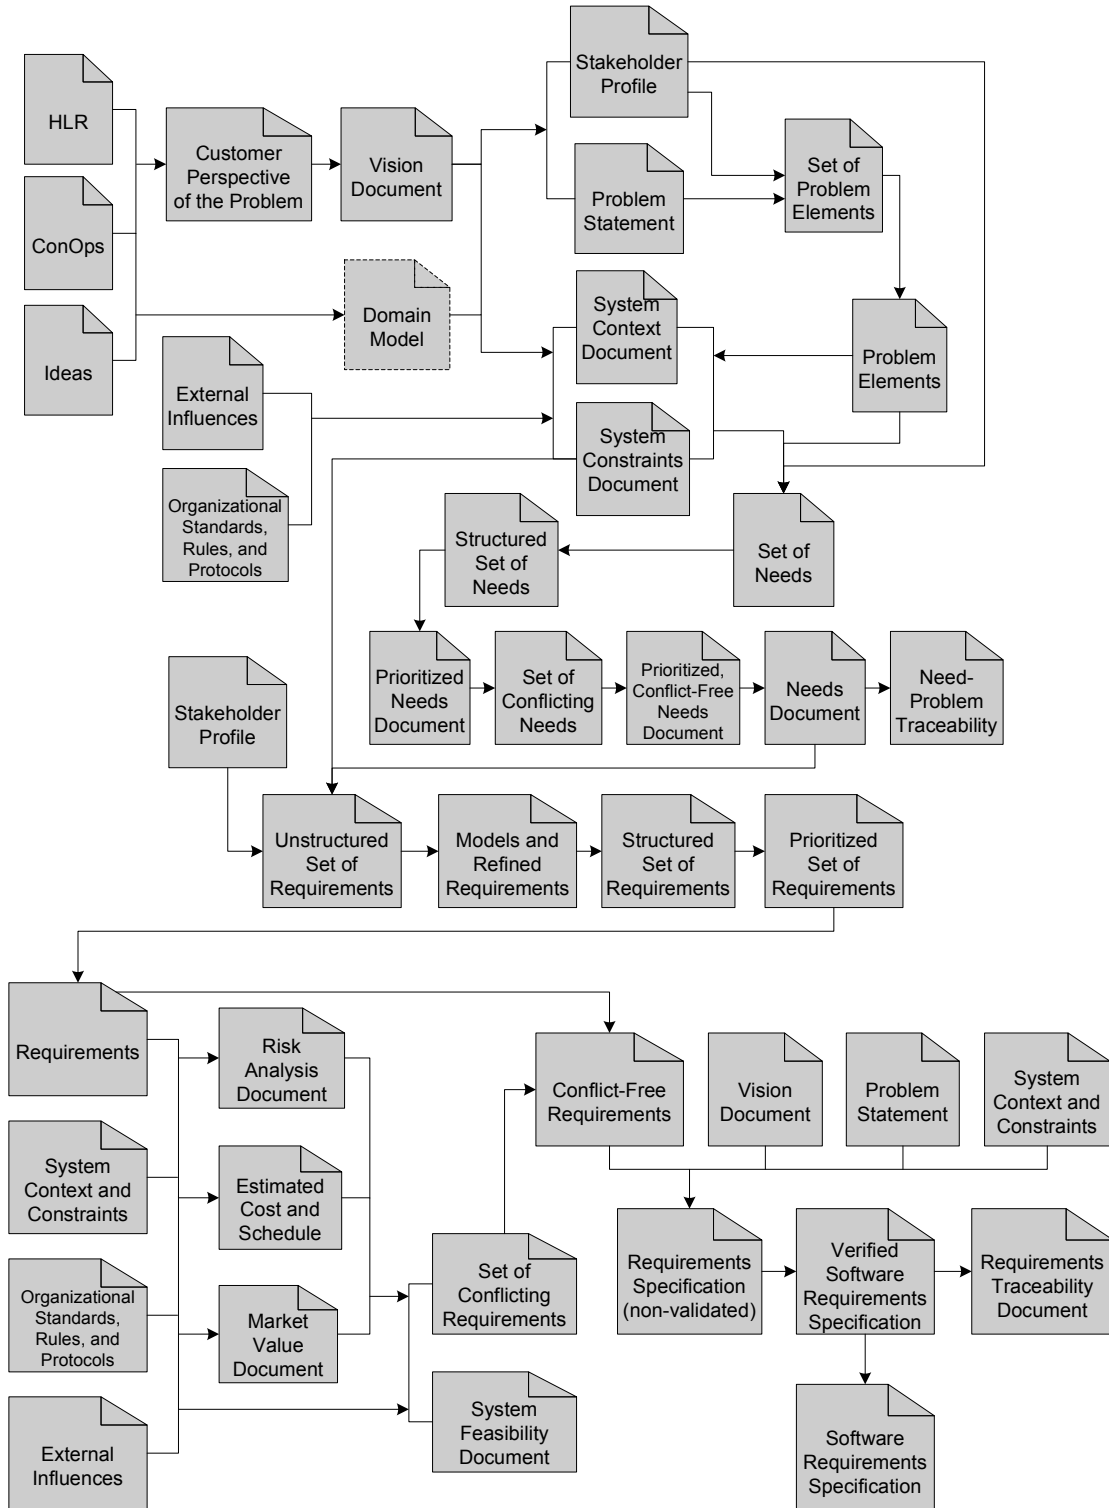 HLR
ConOps
Ideas
Customer
Perspective
of the Problem
Vision
Document
Stakeholder
Profile
Problem
Statement
Set of
Problem
Elements
Domain
Model
System
Context
Document
Problem
Elements
External
Influences
System
Constraints
Document
Organizational
Standards,
Rules, and
Protocols
Structured
Set of
Needs
Set of
Needs
Stakeholder
Profile
Prioritized
Needs
Document
Set of
Conflicting
Needs
Prioritized,
Conflict-Free
Needs
Document
Needs
Document
Need-
Problem
Traceability
Unstructured
Set of
Requirements
Models and
Refined
Requirements
Structured
Set of
Requirements
Prioritized
Set of
Requirements
Requirements
Risk
Analysis
Document
Conflict-Free
Requirements
Vision
Document
Problem
Statement
System
Context and
Constraints
System
Context and
Constraints
Estimated
Cost and
Schedule
Organizational
Standards,
Rules, and
Protocols
Market
Value
Document
Set of
Conflicting
Requirements
Requirements
Specification
(non-validated)
Verified
Software
Requirements
Specification
Requirements
Traceability
Document
External
Influences
System
Feasibility
Document
Software
Requirements
Specification